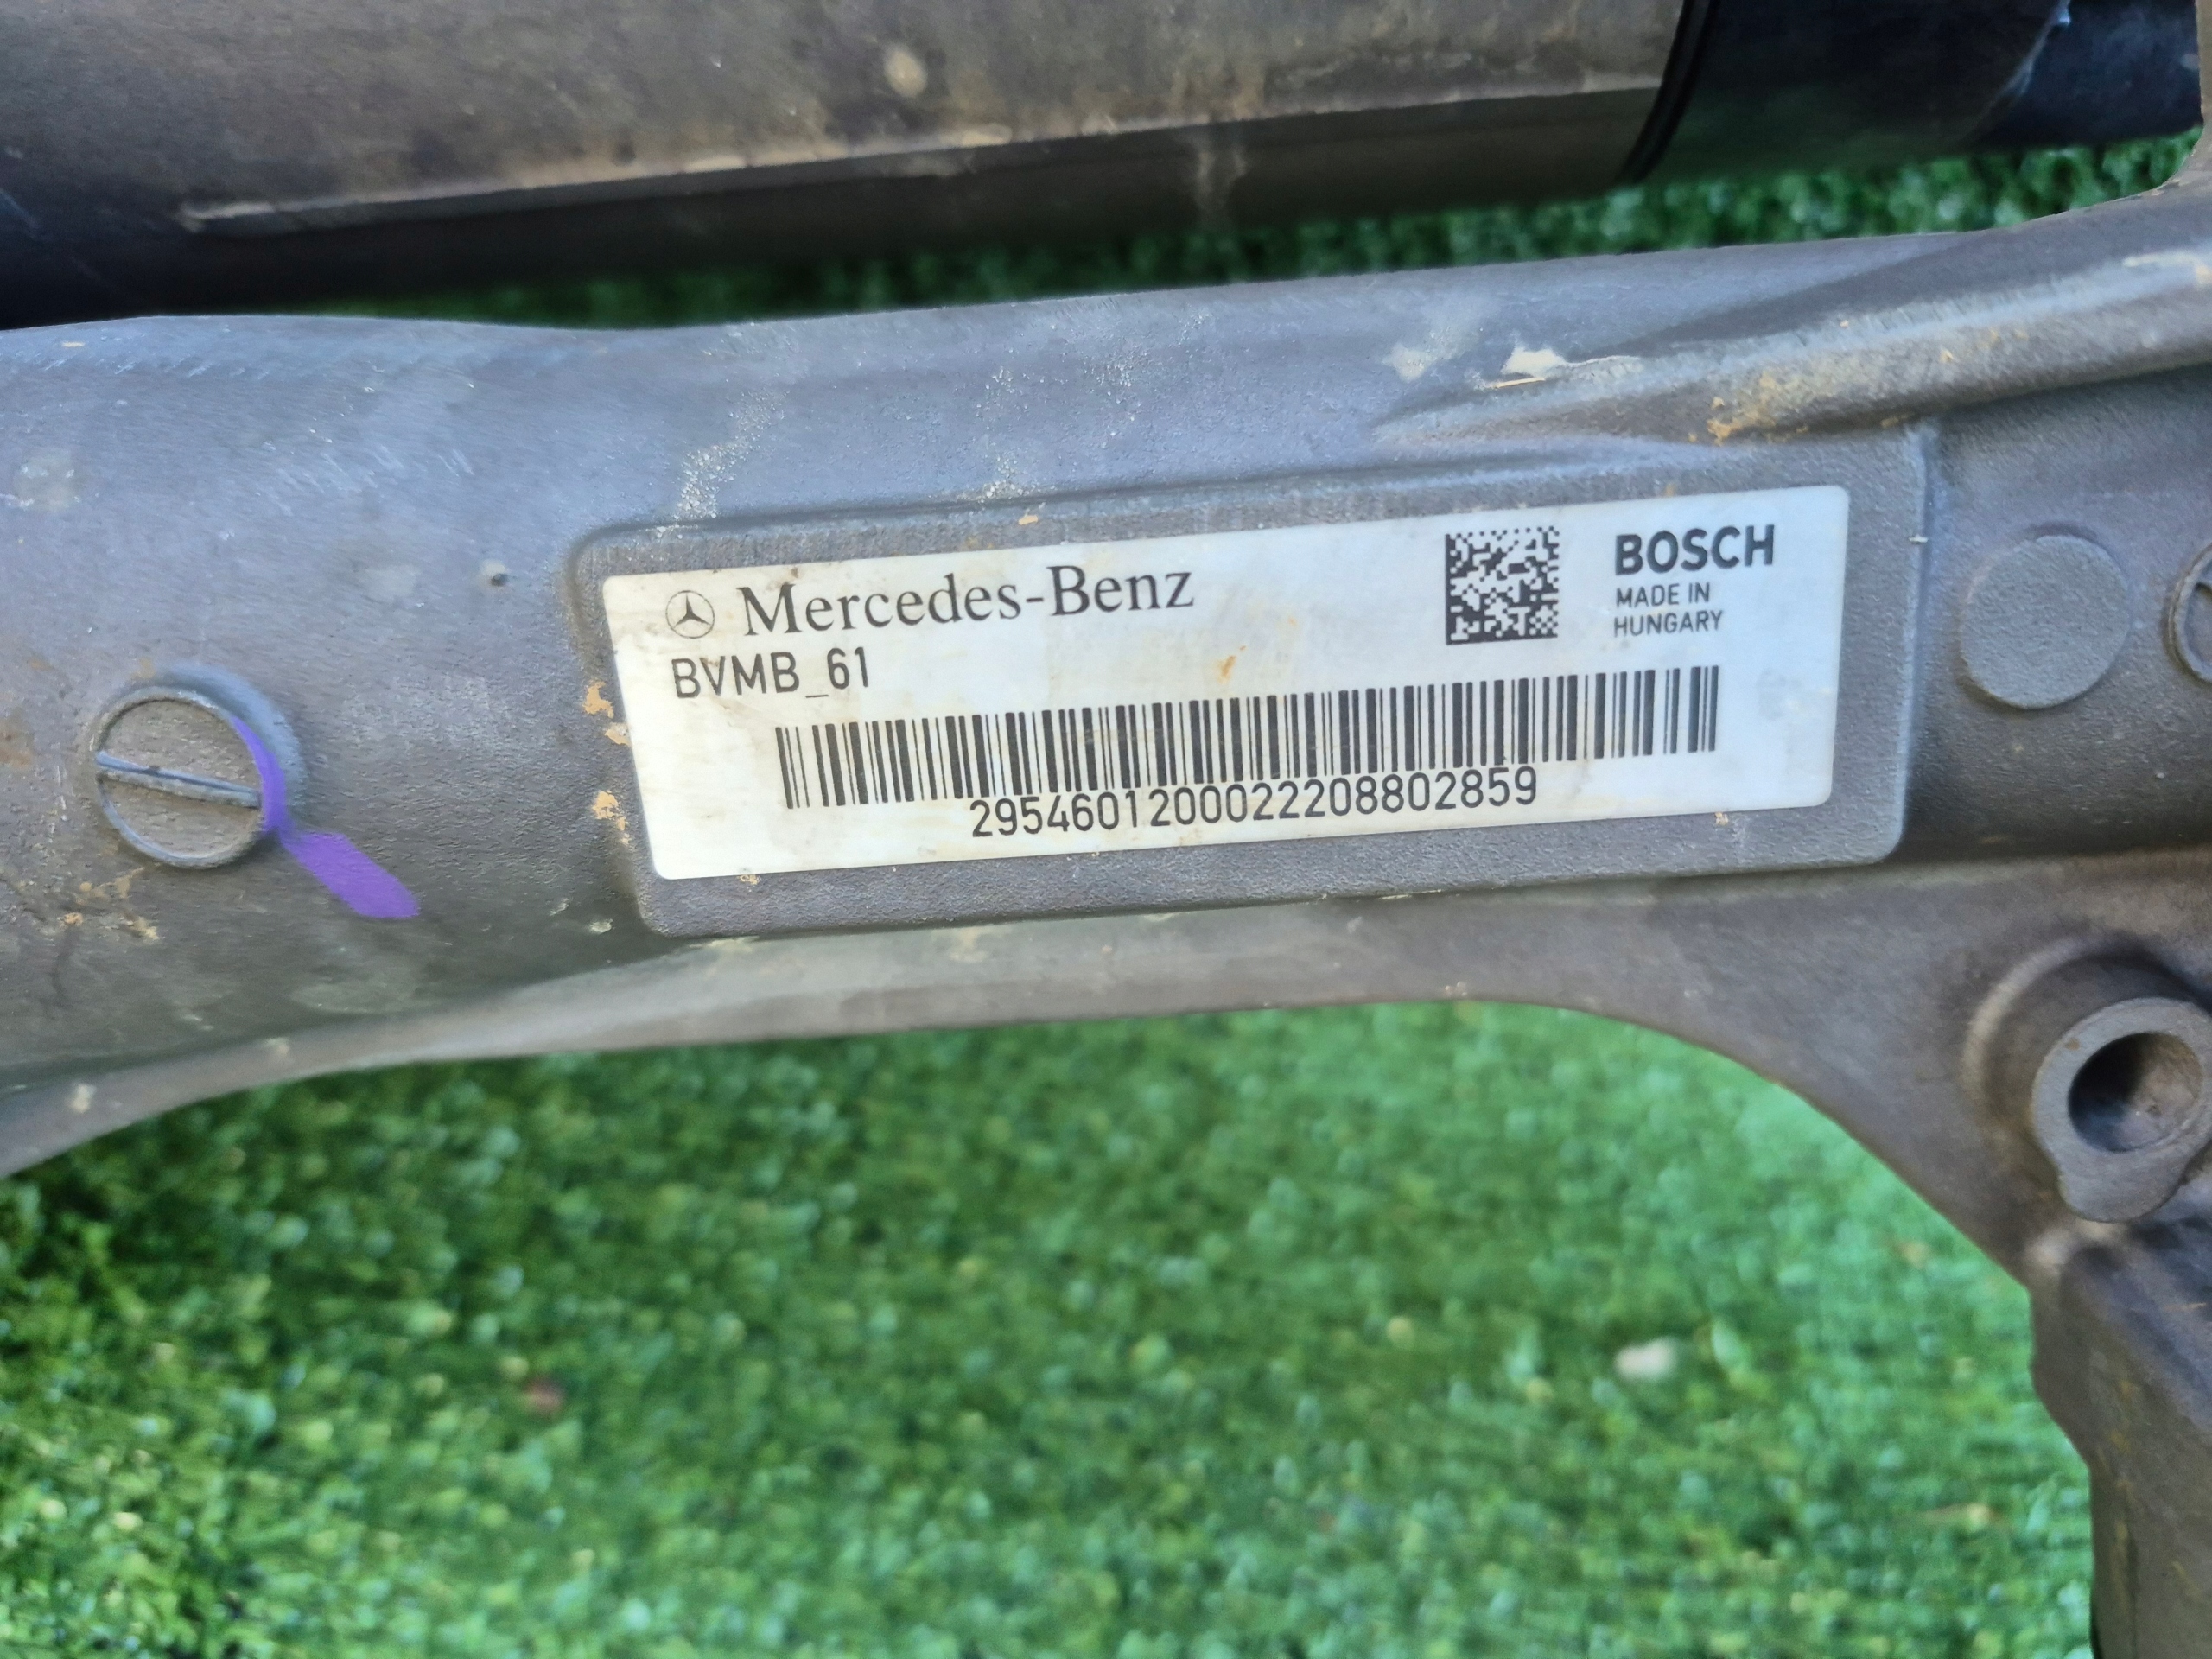 Mercedes-Benz
BVMB_61
BOSCH
MADE IN
HUNGARY
2954601200022208802859